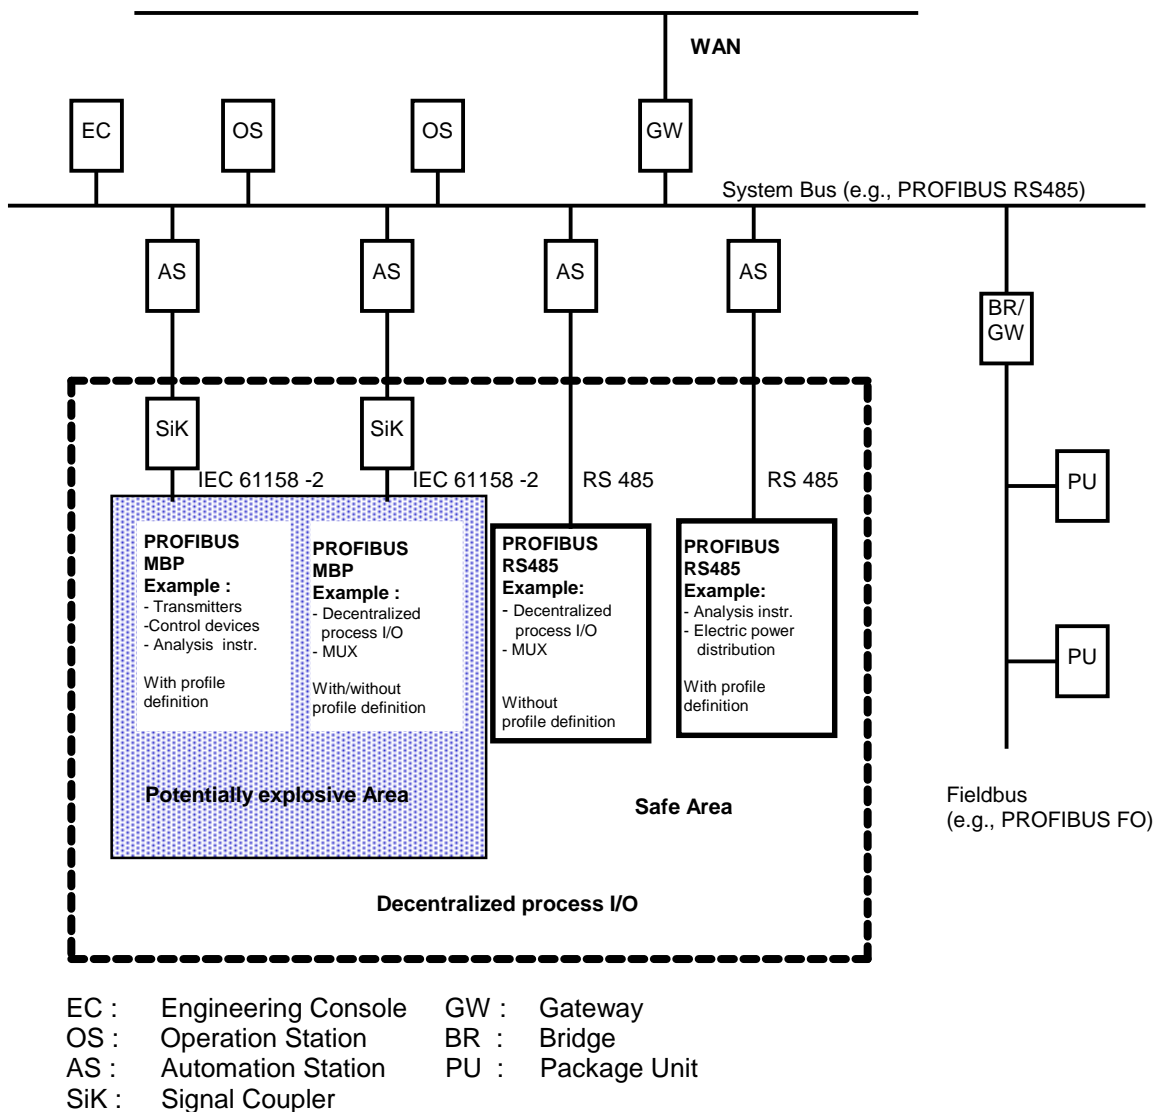 WAN
EC
OS
OS
GW
System Bus (e.g., PROFIBUS RS485)
AS
AS
AS
AS
BR/
GW
SiK
SiK
IEC 61158 -2
IEC 61158 -2
RS 485
RS 485
PU
PU
PROFIBUS
MBP
Example :
- Transmitters
-Control devices
- Analysis instr.
With profile
definition
PROFIBUS
MBP
Example :
- Decentralized
process I/O
- MUX
With/without
profile definition
PROFIBUS
RS485
Example:
- Decentralized
process I/O
- MUX
Without
profile definition
PROFIBUS
RS485
Example:
- Analysis instr.
- Electric power
distribution
With profile
definition
Potentially explosive Area
Safe Area
Fieldbus
(e.g., PROFIBUS FO)
Decentralized process I/O
EC : Engineering Console GW : Gateway
OS : Operation Station BR : Bridge
AS : Automation Station PU : Package Unit
SiK : Signal Coupler